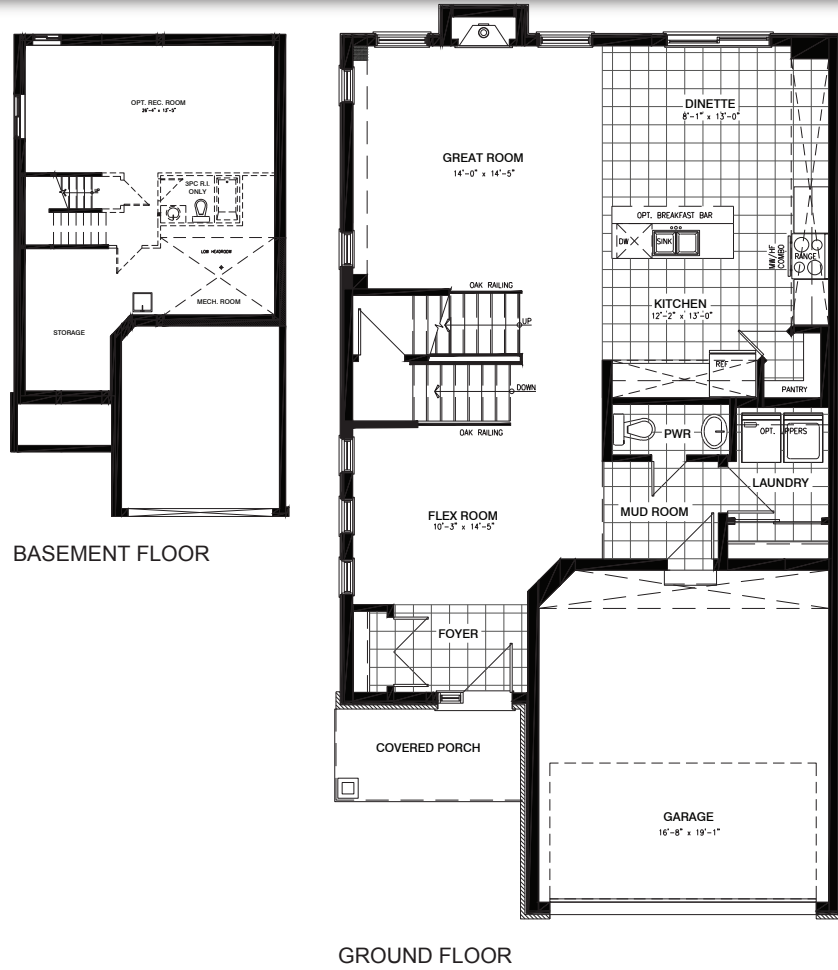 OPT. REC. ROOM
UP
3PC R.I.
ONLY
LOW HEADROOM
MECH. ROOM
STORAGE
BASEMENT FLOOR
DINETTE
8'-1" x 13'-0"
GREAT ROOM
14'-0" x 14'-5"
OPT. BREAKFAST BAR
DW
SINK
MW/HF
COMBO
RANGE
OAK RAILING
KITCHEN
12'-2" x 13'-0"
UP
REF
PANTRY
DOWN
OAK RAILING
PWR
OPT. UPPERS
LAUNDRY
FLEX ROOM
10'-3" x 14'-5"
MUD ROOM
FOYER
COVERED PORCH
GARAGE
16'-8" x 19'-1"
GROUND FLOOR